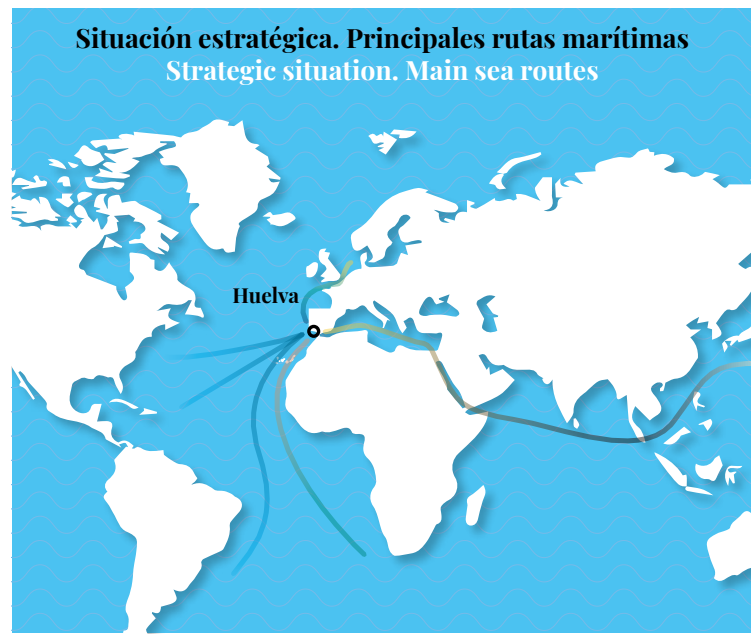 Situación estratégica. Principales rutas marítimas
Strategic situation. Main sea routes
Huelva